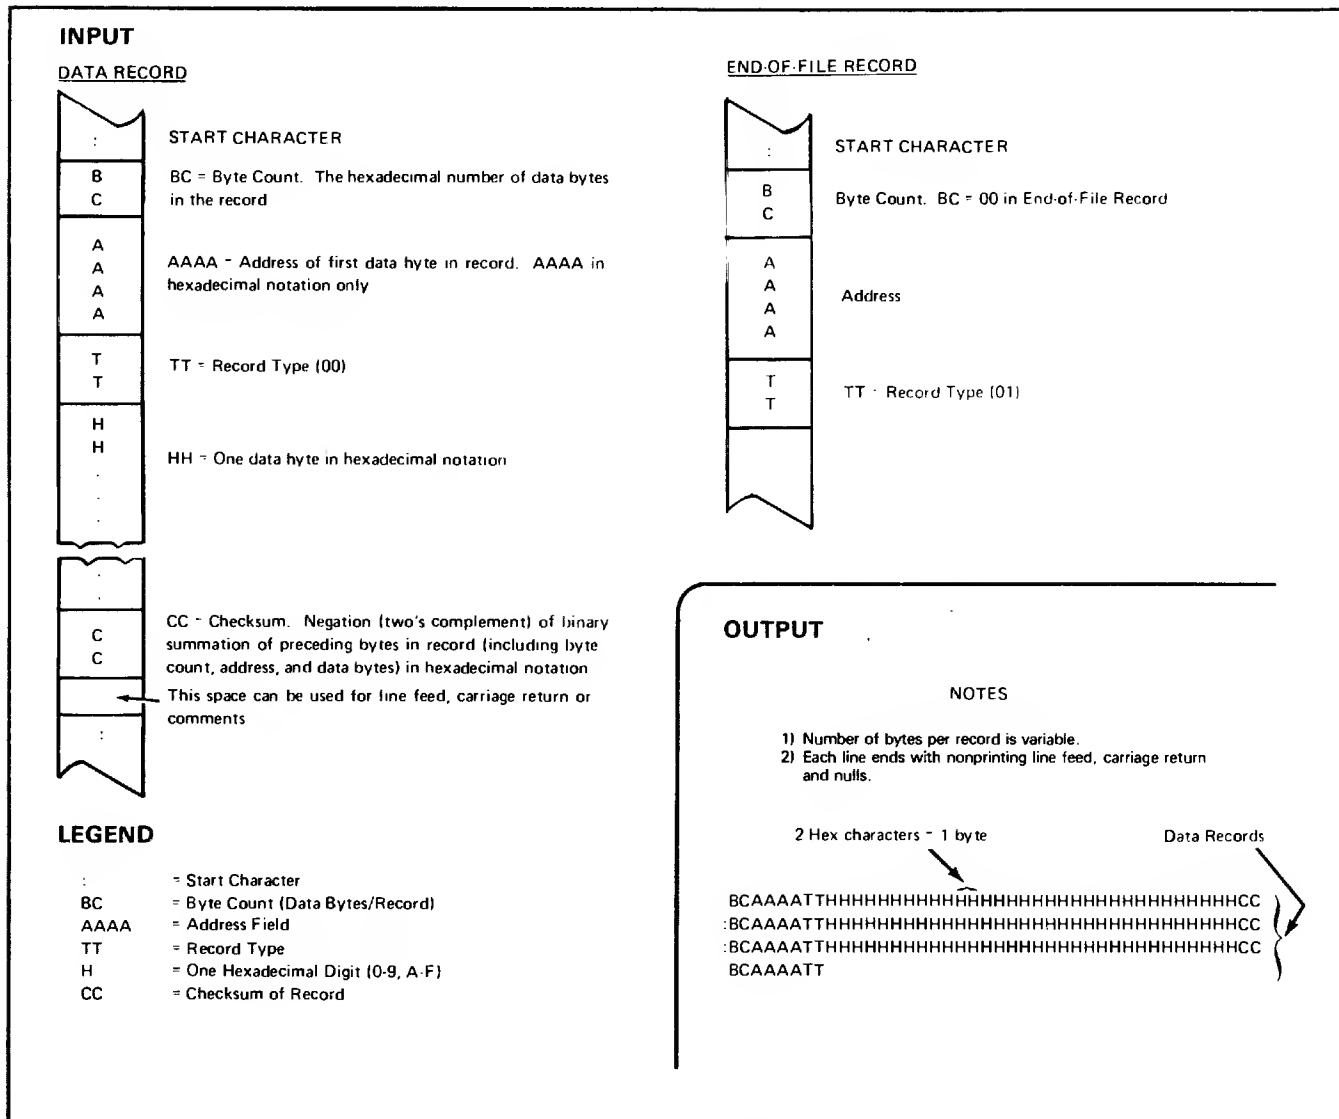 INPUT
DATA RECORD
:
START CHARACTER
B
C
BC = Byte Count. The hexadecimal number of data bytes
in the record
A
A
A
A
AAAA - Address of first data hyte in record. AAAA in
hexadecimal notation only
T
T
TT = Record Type (00)
H
H
.
.
.
HH = One data hyte in hexadecimal notation
:
.
C
C
CC - Checksum. Negation (two's complement) of binary
summation of preceding bytes in record (including byte
count, address, and data bytes) in hexadecimal notation
This space can be used for line feed, carriage return or
comments
:
LEGEND
: = Start Character
BC = Byte Count (Data Bytes/Record)
AAAA = Address Field
TT = Record Type
H = One Hexadecimal Digit (0-9, A-F)
CC = Checksum of Record
END-OF-FILE RECORD
:
START CHARACTER
B
C
Byte Count. BC = 00 in End-of-File Record
A
A
A
A
Address
T
T
TT - Record Type (01)
OUTPUT
NOTES
1) Number of bytes per record is variable.
2) Each line ends with nonprinting line feed, carriage return
and nulls.
2 Hex characters - 1 byte
Data Records
BCAAAATTHHHHHHHHHHHHHHHHHHHHHHHHHHHHHHHHCC
:BCAAAATTHHHHHHHHHHHHHHHHHHHHHHHHHHHHHHHHCC
:BCAAAATTHHHHHHHHHHHHHHHHHHHHHHHHHHHHHHHHCC
BCAAAATT